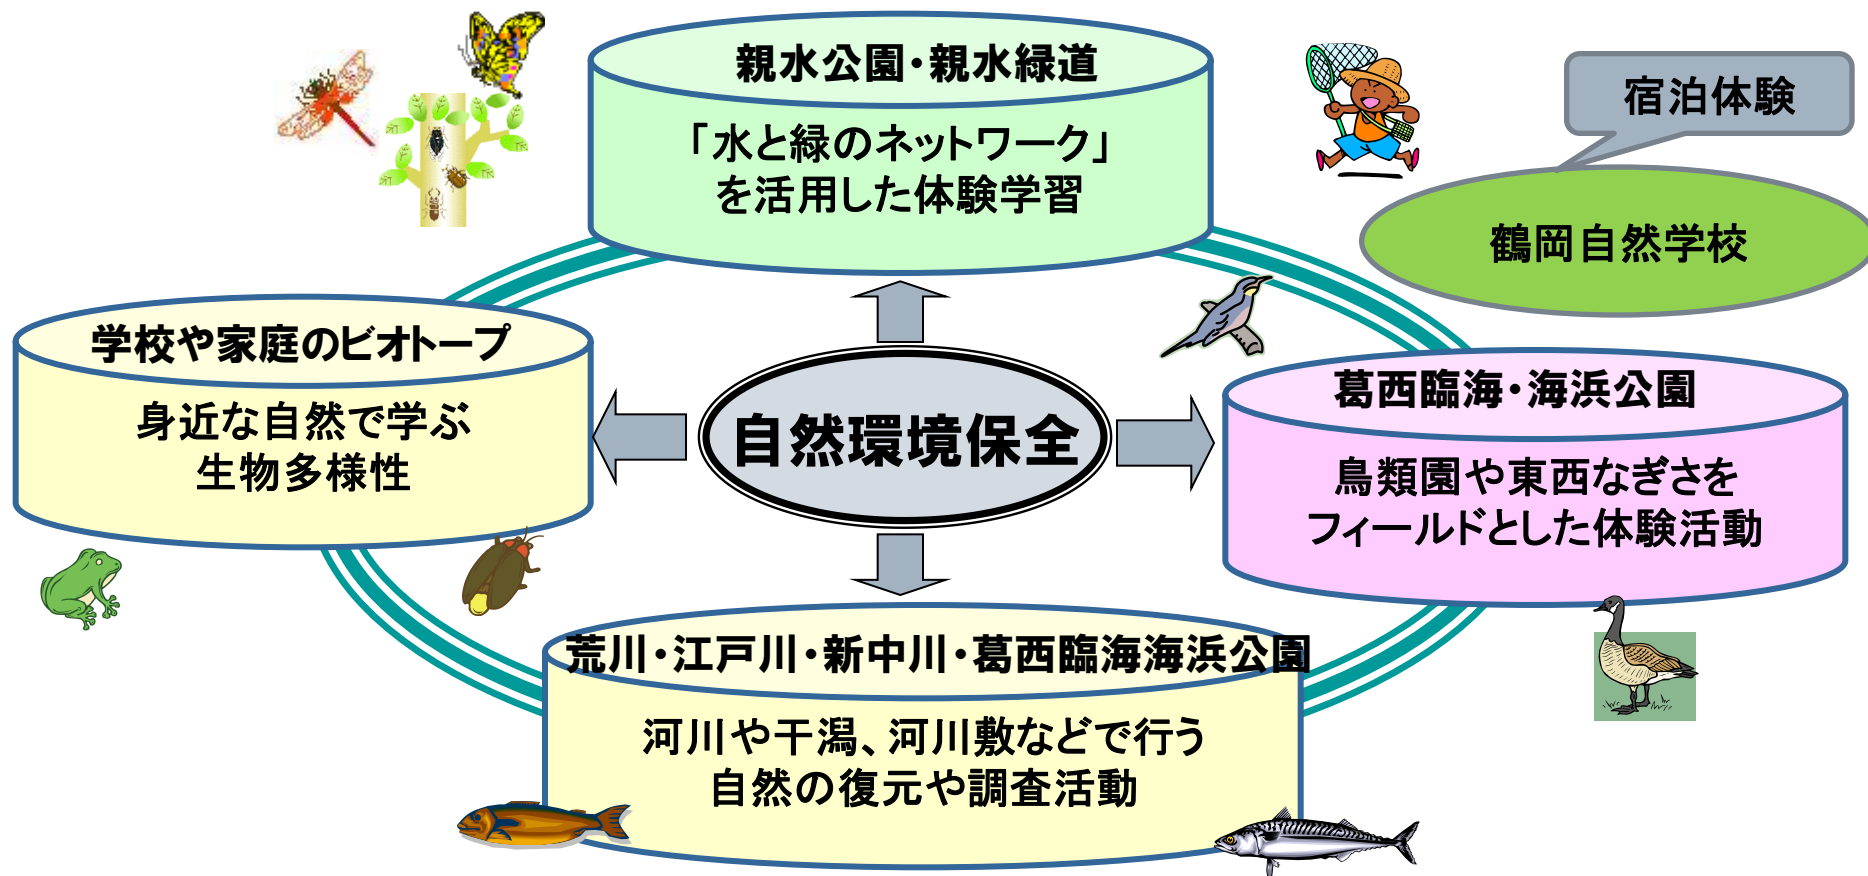 親水公園・親水緑道
「水と緑のネットワーク」
を活用した体験学習
宿泊体験
鶴岡自然学校
学校や家庭のビオトープ
身近な自然で学ぶ
生物多様性
自然環境保全
葛西臨海・海浜公園
鳥類園や東西なぎさを
フィールドとした体験活動
荒川・江戸川・新中川・葛西臨海海浜公園
河川や干潟、河川敷などで行う
自然の復元や調査活動